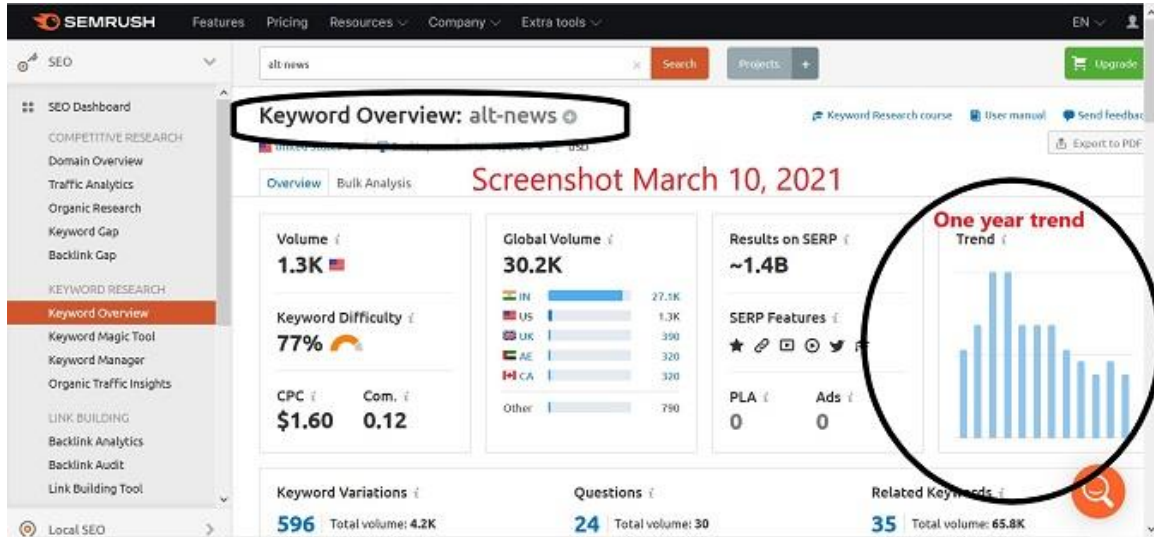 SEMRUSH Features Pricing Resources Company Extra tools EN
SEO
alt-news × Search Projects + Upgrade
SEO Dashboard
Keyword Overview: alt-news
Keyword Research course User manual Send feedbac
COMPETITIVE RESEARCH
Export to PDF
Domain Overview
USD
Traffic Analytics
Overview Bulk Analysis
Screenshot March 10, 2021
Organic Research
Keyword Gap
Backlink Gap
One year trend
Volume i
1.3K
Global Volume i
30.2K
Results on SERP i
~1.4B
Trend i
KEYWORD RESEARCH
Keyword Overview
Keyword Magic Tool
Keyword Manager
Organic Traffic Insights
IN 27.1K
US 1.3K
UK 390
AE 320
CA 320
Other 790
Keyword Difficulty i
77%
SERP Features i
LINK BUILDING
Backlink Analytics
Backlink Audit
Link Building Tool
CPC i Com. i
$1.60 0.12
PLA i Ads i
0 0
Keyword Variations i
596 Total volume: 4.2K
Questions i
24 Total volume: 30
Related Keywords i
35 Total volume: 65.8K
Local SEO